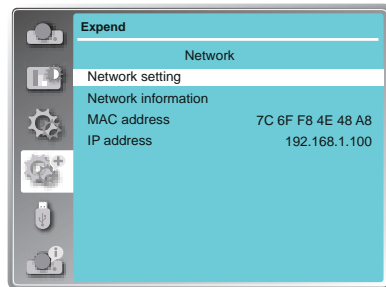 Expend
Network
Network setting
Network information
MAC address 7C 6F F8 4E 48 A8
IP address 192.168.1.100